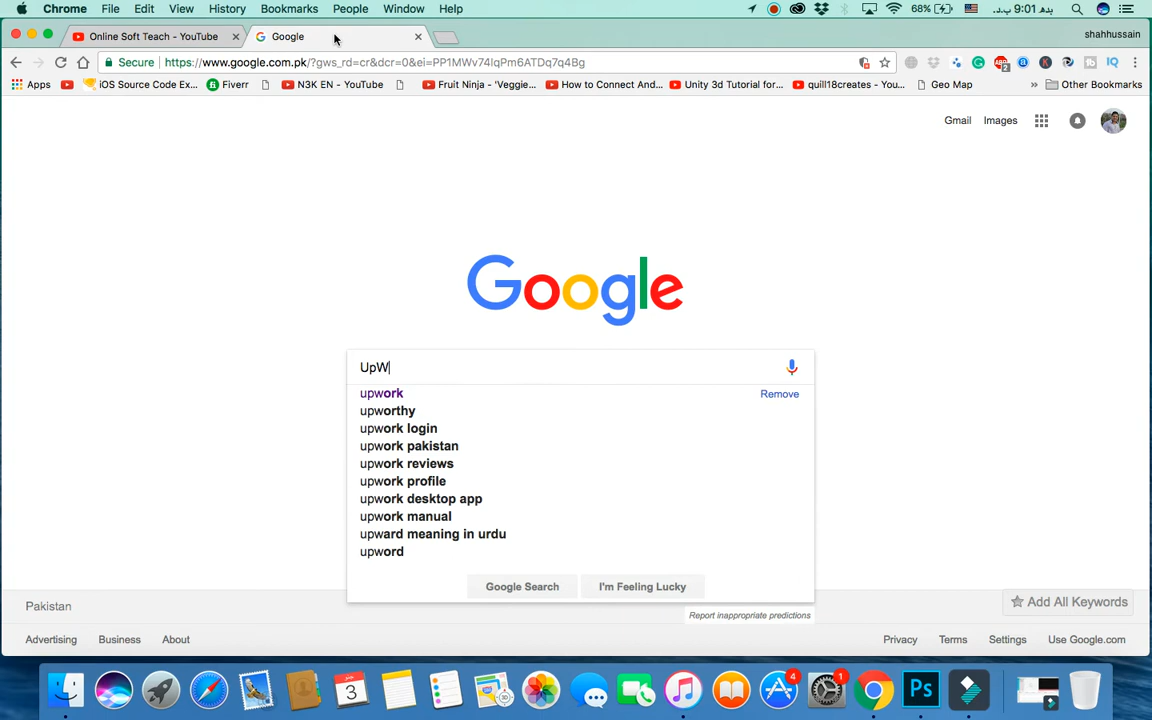 Chrome File Edit View History Bookmarks People Window Help 68% بدھ 9:01 ب.د.
Online Soft Teach - YouTube Google shahhussain
Secure https://www.google.com.pk/?gws_rd=cr&dcr=0&ei=PP1MWv74IqPm6ATDq7q4Bg
Apps iOS Source Code Ex... Fiverr N3K EN - YouTube Fruit Ninja - 'Veggie... How to Connect And... Unity 3d Tutorial for... quill18creates - You... Geo Map » Other Bookmarks
Gmail Images
Google
UpW
upwork Remove
upworthy
upwork login
upwork pakistan
upwork reviews
upwork profile
upwork desktop app
upwork manual
upward meaning in urdu
upword
Google Search I'm Feeling Lucky
Report inappropriate predictions
Pakistan Add All Keywords
Advertising Business About Privacy Terms Settings Use Google.com
3 4 1 Ps